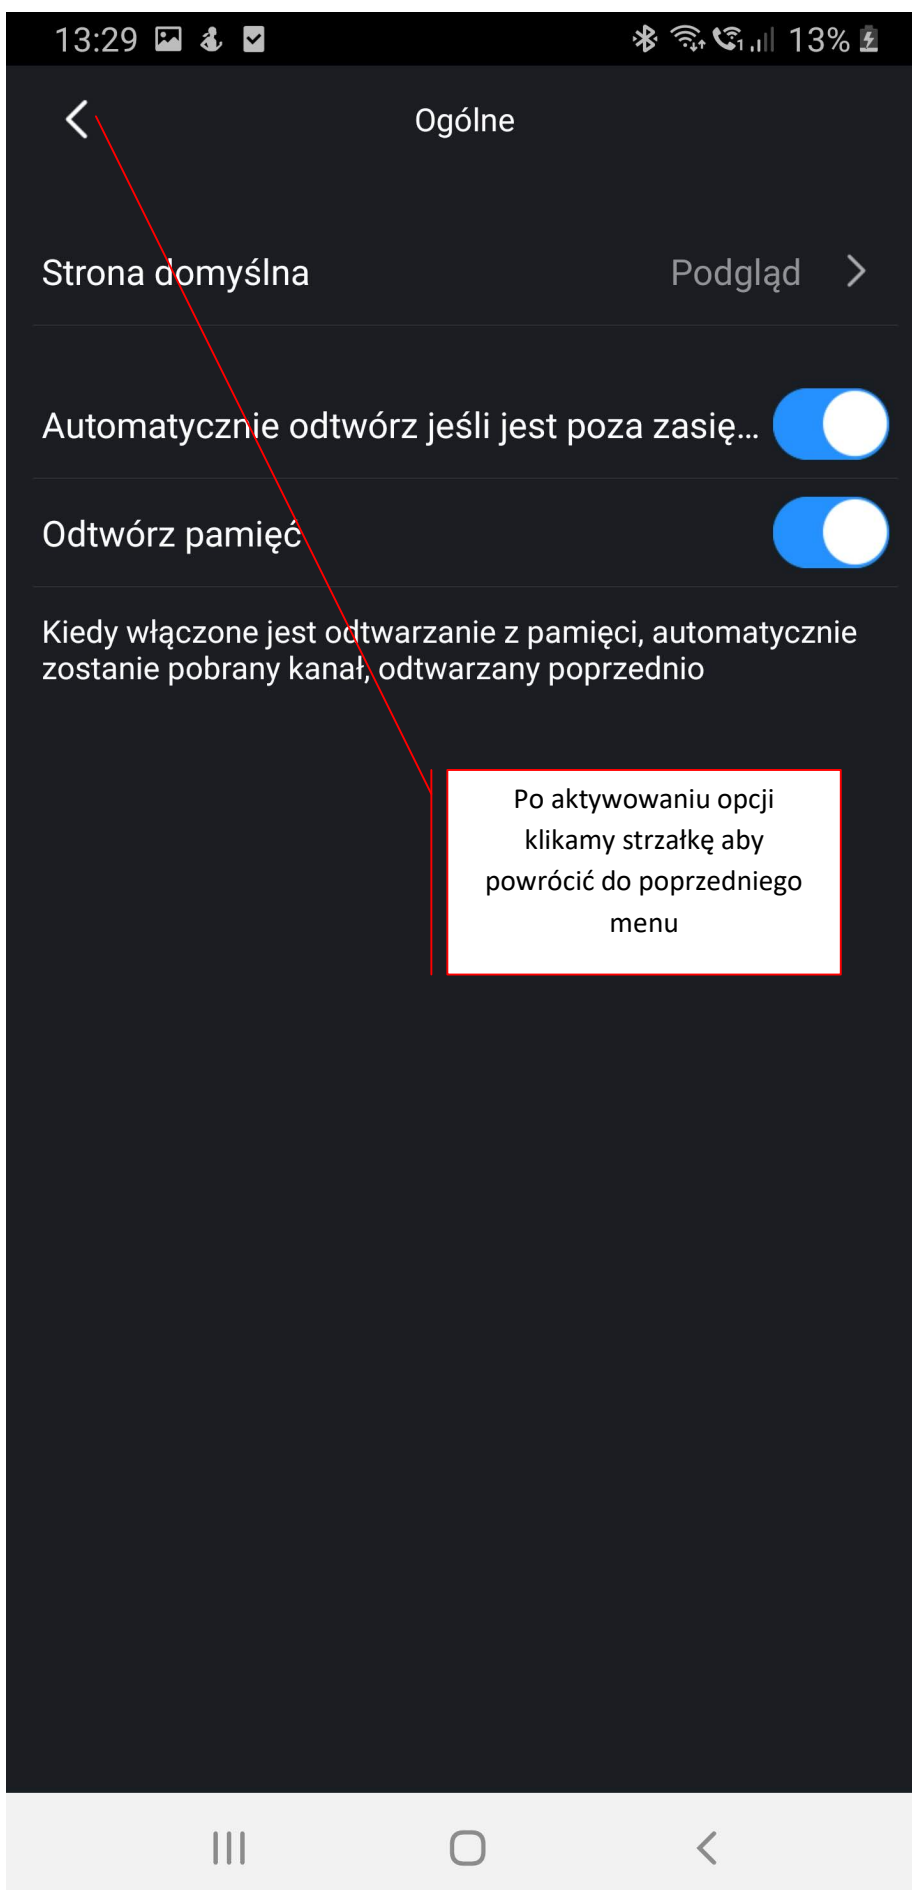 13:29
13%
Ogólne
Strona domyślna Podgląd
Automatycznie odtwórz jeśli jest poza zasię...
Odtwórz pamięć
Kiedy włączone jest odtwarzanie z pamięci, automatycznie
zostanie pobrany kanał, odtwarzany poprzednio
Po aktywowaniu opcji
klikamy strzałkę aby
powrócić do poprzedniego
menu